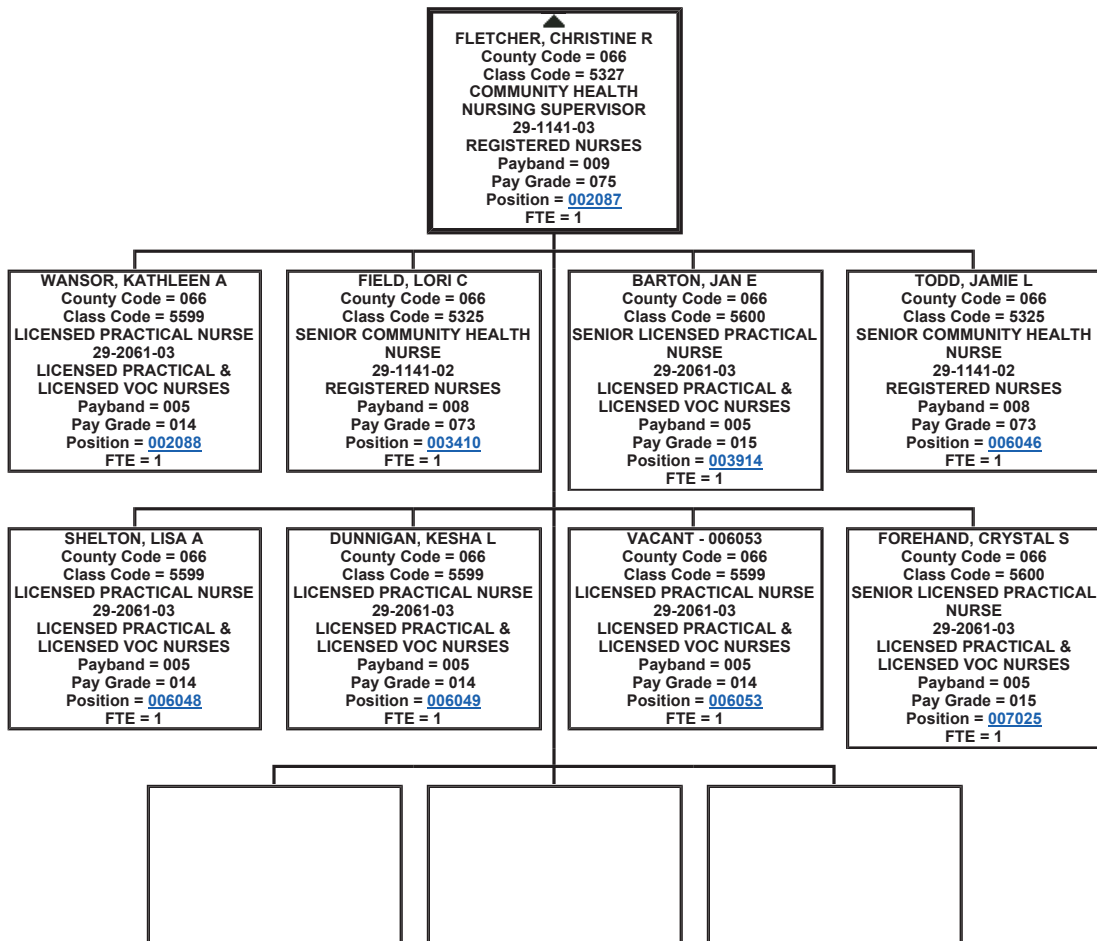 FLETCHER, CHRISTINE R
County Code = 066
Class Code = 5327
COMMUNITY HEALTH
NURSING SUPERVISOR
29-1141-03
REGISTERED NURSES
Payband = 009
Pay Grade = 075
Position = 002087
FTE = 1
WANSOR, KATHLEEN A
County Code = 066
Class Code = 5599
LICENSED PRACTICAL NURSE
29-2061-03
LICENSED PRACTICAL &
LICENSED VOC NURSES
Payband = 005
Pay Grade = 014
Position = 002088
FTE = 1
FIELD, LORI C
County Code = 066
Class Code = 5325
SENIOR COMMUNITY HEALTH
NURSE
29-1141-02
REGISTERED NURSES
Payband = 008
Pay Grade = 073
Position = 003410
FTE = 1
BARTON, JAN E
County Code = 066
Class Code = 5600
SENIOR LICENSED PRACTICAL
NURSE
29-2061-03
LICENSED PRACTICAL &
LICENSED VOC NURSES
Payband = 005
Pay Grade = 015
Position = 003914
FTE = 1
TODD, JAMIE L
County Code = 066
Class Code = 5325
SENIOR COMMUNITY HEALTH
NURSE
29-1141-02
REGISTERED NURSES
Payband = 008
Pay Grade = 073
Position = 006046
FTE = 1
SHELTON, LISA A
County Code = 066
Class Code = 5599
LICENSED PRACTICAL NURSE
29-2061-03
LICENSED PRACTICAL &
LICENSED VOC NURSES
Payband = 005
Pay Grade = 014
Position = 006048
FTE = 1
DUNNIGAN, KESHA L
County Code = 066
Class Code = 5599
LICENSED PRACTICAL NURSE
29-2061-03
LICENSED PRACTICAL &
LICENSED VOC NURSES
Payband = 005
Pay Grade = 014
Position = 006049
FTE = 1
VACANT - 006053
County Code = 066
Class Code = 5599
LICENSED PRACTICAL NURSE
29-2061-03
LICENSED PRACTICAL &
LICENSED VOC NURSES
Payband = 005
Pay Grade = 014
Position = 006053
FTE = 1
FOREHAND, CRYSTAL S
County Code = 066
Class Code = 5600
SENIOR LICENSED PRACTICAL
NURSE
29-2061-03
LICENSED PRACTICAL &
LICENSED VOC NURSES
Payband = 005
Pay Grade = 015
Position = 007025
FTE = 1